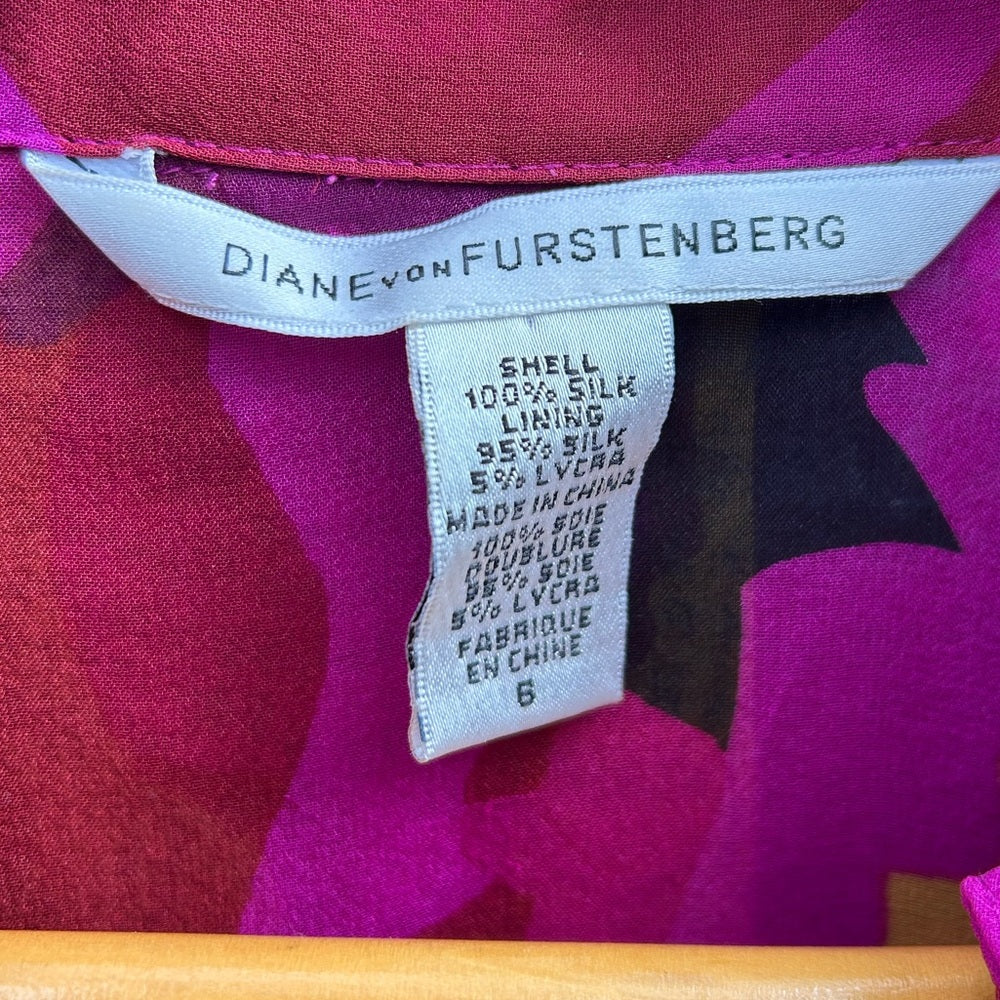 DIANE VON FURSTENBERG
SHELL
100% SILK
LINING
95% SILK
5% LYCRA
MADE IN CHINA
100% SOIE
DOUBLURE
95% SOIE
5% LYCRA
FABRIQUE
EN CHINE
6